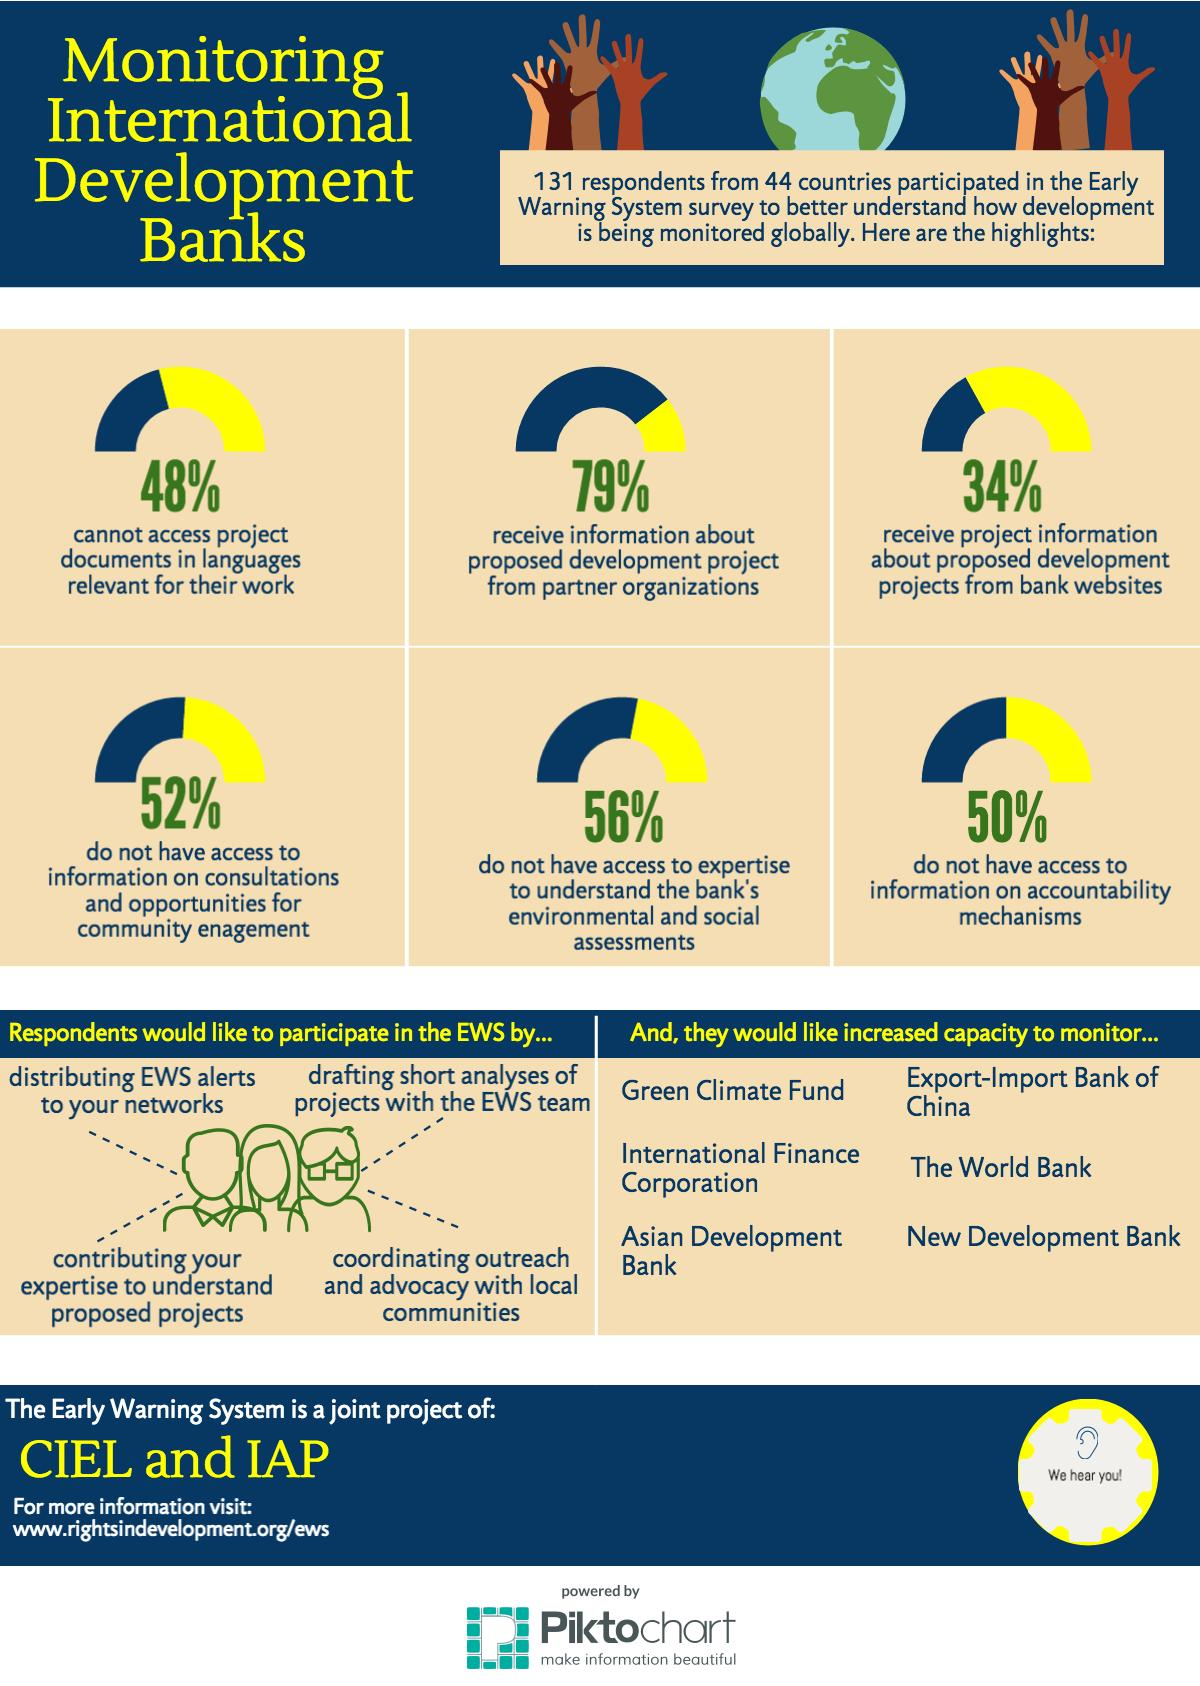 Monitoring
International
Development
Banks
131 respondents from 44 countries participated in the Early
Warning System survey to better understand how development
is being monitored globally. Here are the highlights:
48%
cannot access project
documents in languages
relevant for their work
79%
receive information about
proposed development project
from partner organizations
34%
receive project information
about proposed development
projects from bank websites
52%
do not have access to
information on consultations
and opportunities for
community enagement
56%
do not have access to expertise
to understand the bank's
environmental and social
assessments
50%
do not have access to
information on accountability
mechanisms
Respondents would like to participate in the EWS by...
distributing EWS alerts
to your networks
drafting short analyses of
projects with the EWS team
contributing your
expertise to understand
proposed projects
coordinating outreach
and advocacy with local
communities
And, they would like increased capacity to monitor...
Green Climate Fund
Export-Import Bank of
China
International Finance
Corporation
The World Bank
Asian Development
Bank
New Development Bank
The Early Warning System is a joint project of:
CIEL and IAP
For more information visit:
www.rightsindevelopment.org/ews
We hear you!
powered by
Piktochart
make information beautiful